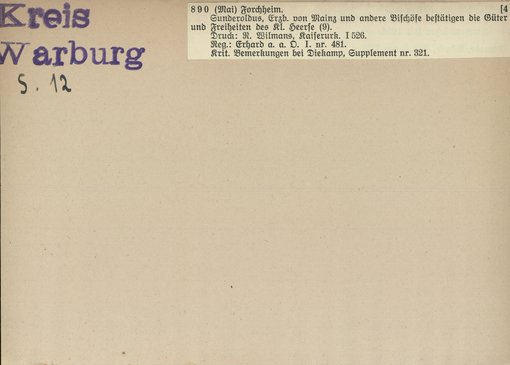 Kreis
Warburg
S. 12
890 (Mai) Forchheim. [4
Sunderoldus, Erzb. von Mainz und andere Bischöfe bestätigen die Güter
und Freiheiten des Kl. Heerse (9).
Druck: R. Wilmans, Kaiserurk. I 526.
Reg.: Erhard a. a. O. I. nr. 481.
Krit. Bemerkungen bei Diekamp, Supplement nr. 321.